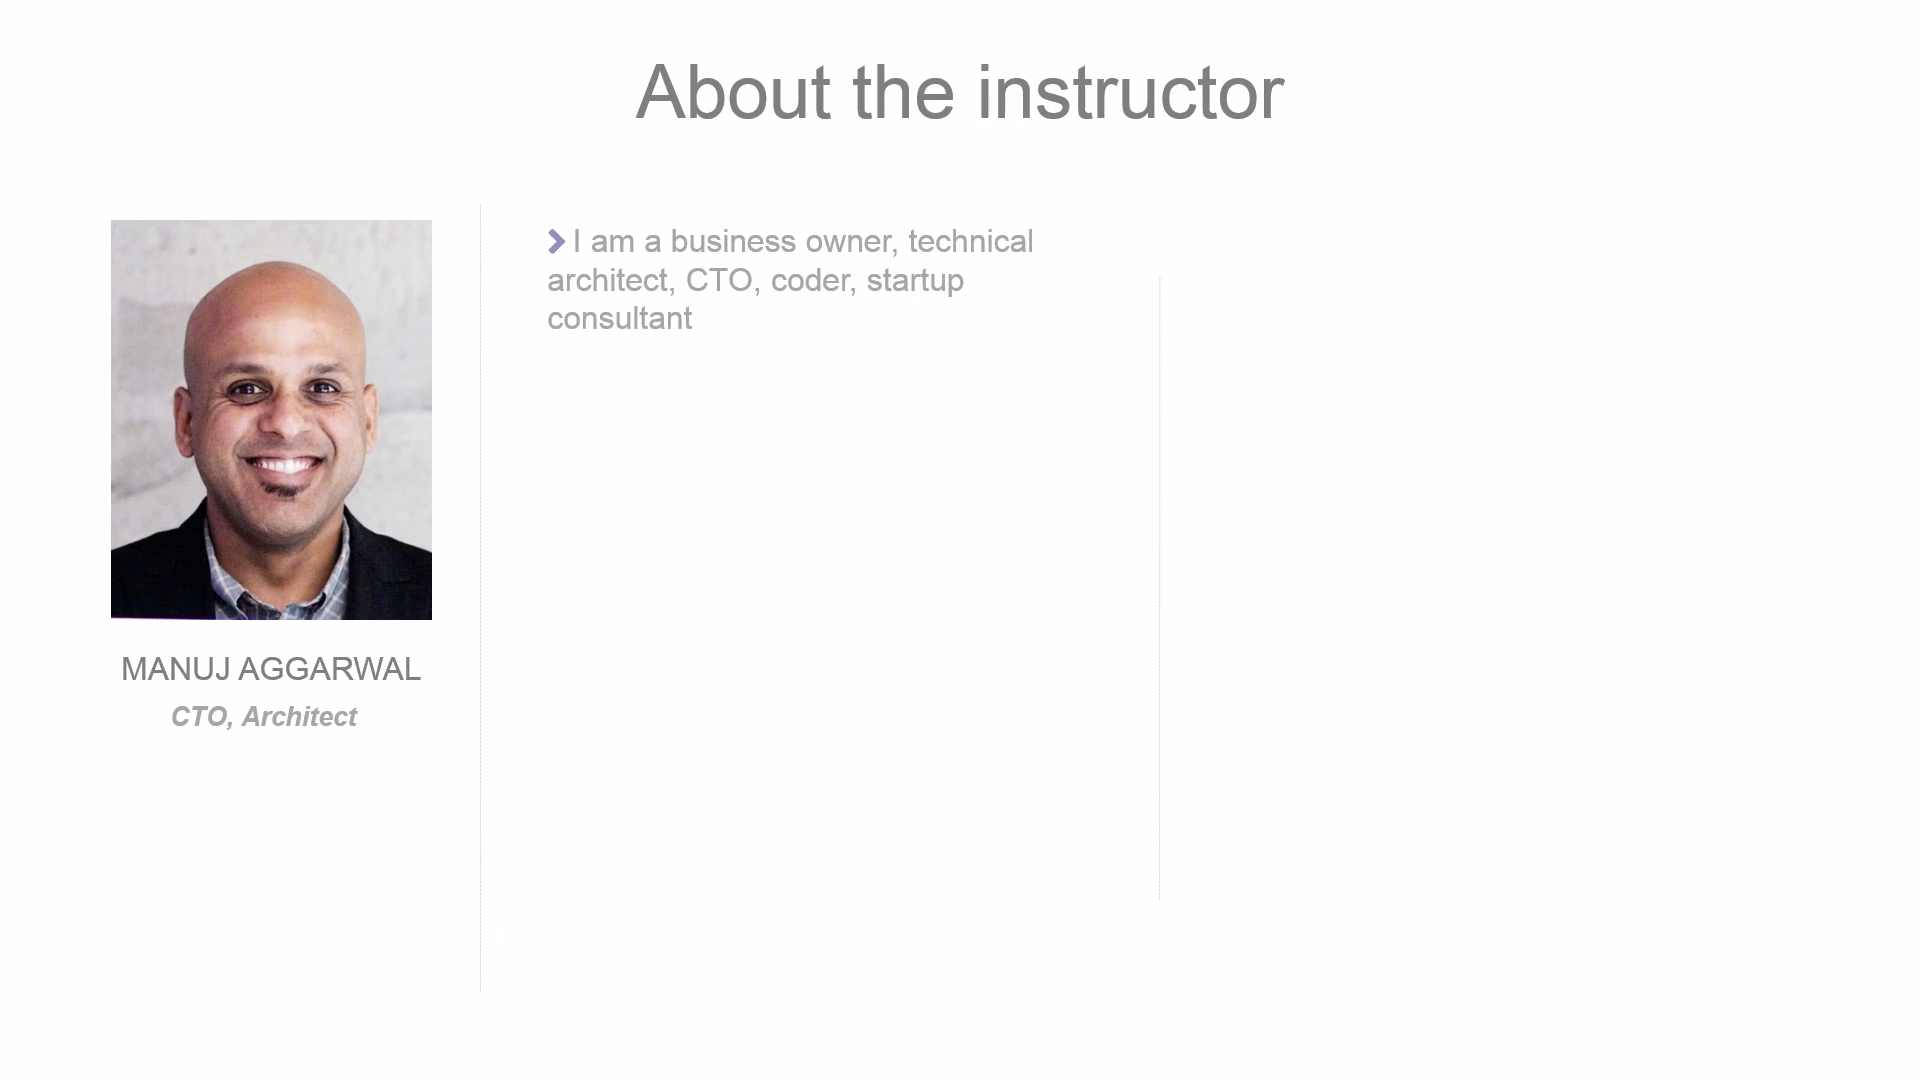 About the instructor
I am a business owner, technical
architect, CTO, coder, startup
consultant
MANUJ AGGARWAL
CTO, Architect